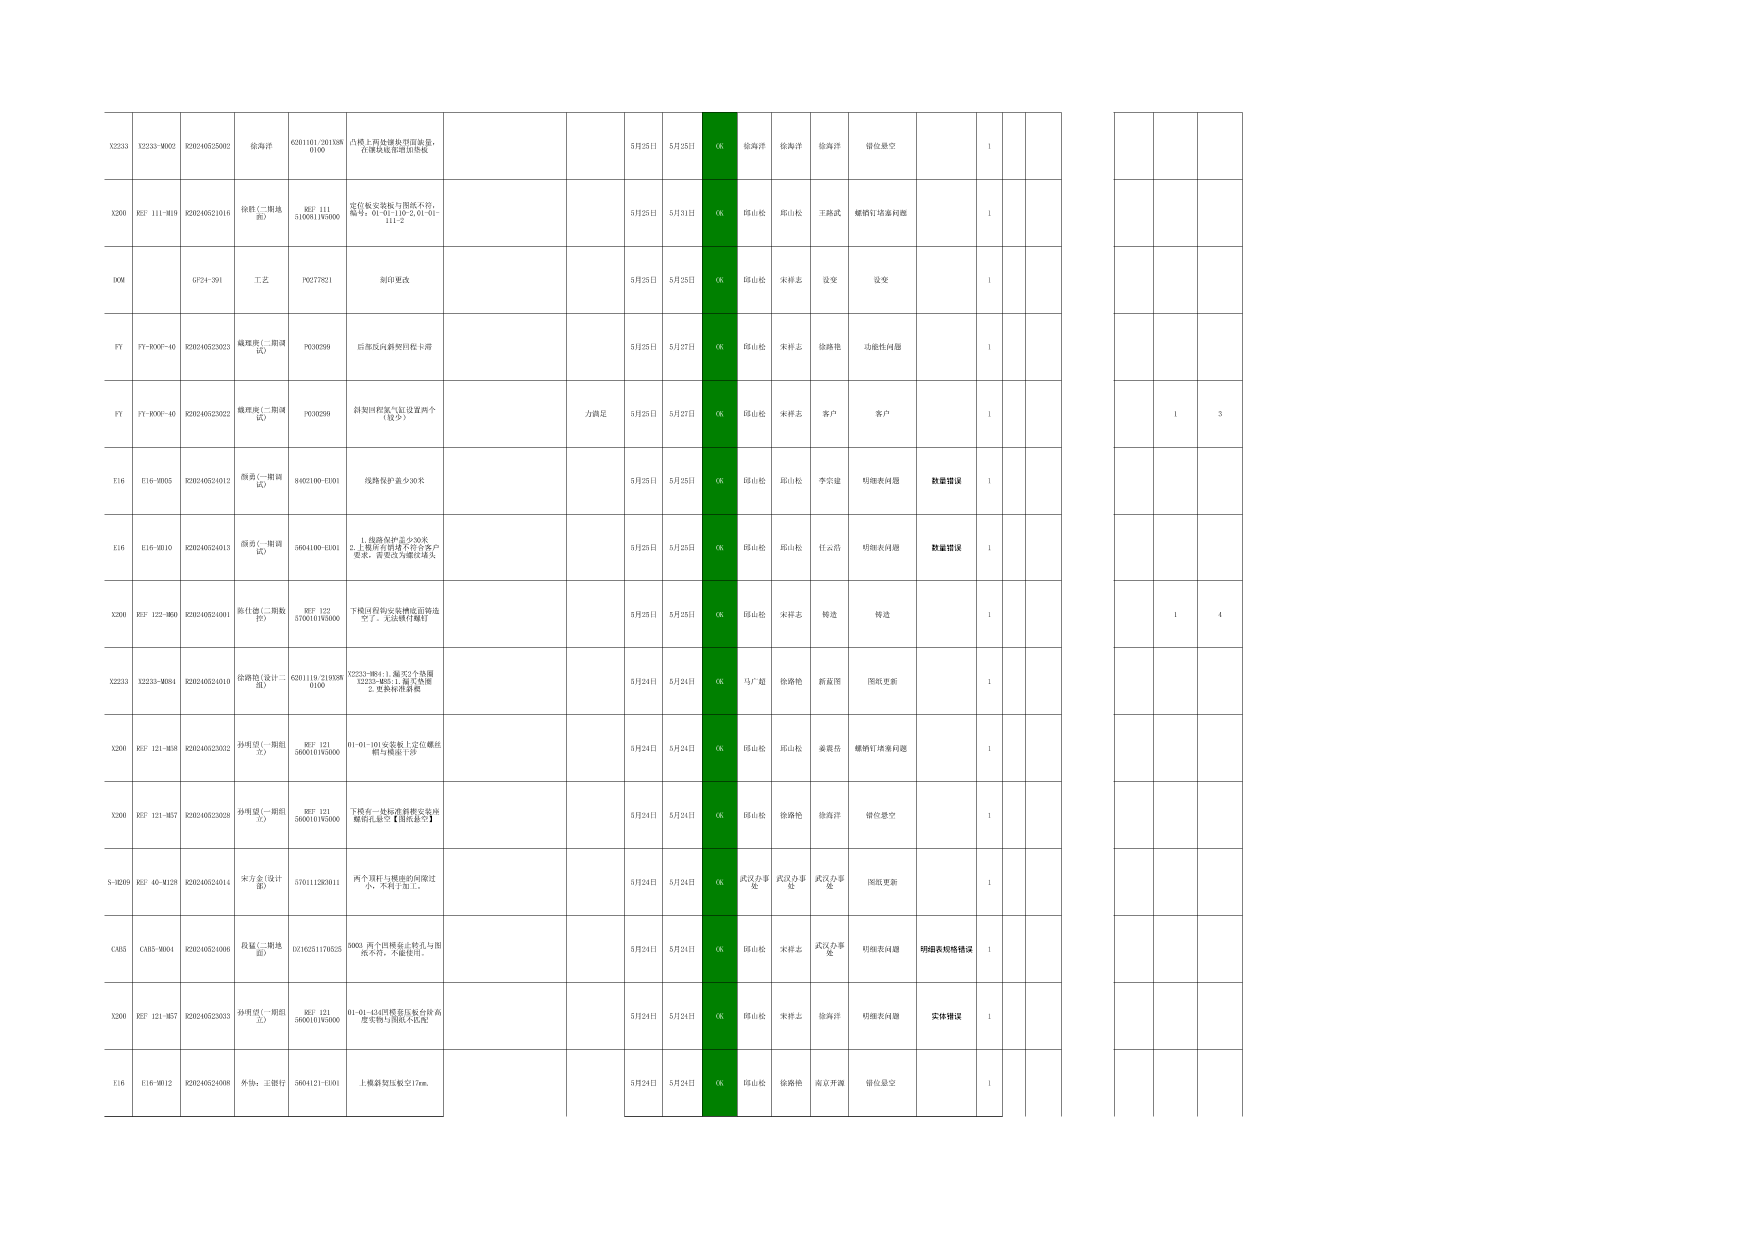 X2233 X2233-M002 R20240525002 徐海洋 6201101/201X8W 凸模上两处镶块型面缺量,
0100 在镶块底部增加垫板 5月25日 5月25日 OK 徐海洋 徐海洋 徐海洋 错位悬空 1
X200 REF 111-M19 R20240521016 徐胜(二期地面) REF 111 5100811W5000 定位板安装板与图纸不符,
编号:01-01-110-2,01-01-
111-2 5月25日 5月31日 OK 邱山松 邱山松 王路武 螺销钉堵塞问题 1
DOM GF24-391 工艺 P0277821 刻印更改 5月25日 5月25日 OK 邱山松 宋祥志 设变 设变 1
FY FY-ROOF-40 R20240523023 戴理庚(二期调试) P030299 后部反向斜契回程卡滞 5月25日 5月27日 OK 邱山松 宋祥志 徐路艳 功能性问题 1
FY FY-ROOF-40 R20240523022 戴理庚(二期调试) P030299 斜契回程氮气缸设置两个
(较少) 力满足 5月25日 5月27日 OK 邱山松 宋祥志 客户 客户 1 1 3
E16 E16-M005 R20240524012 颜勇(一期调试) 8402100-EU01 线路保护盖少30米 5月25日 5月25日 OK 邱山松 邱山松 李宗建 明细表问题 数量错误 1
E16 E16-M010 R20240524013 颜勇(一期调试) 5604100-EU01 1.线路保护盖少30米
2.上模所有销堵不符合客户
要求,需要改为螺纹堵头 5月25日 5月25日 OK 邱山松 邱山松 任云浩 明细表问题 数量错误 1
X200 REF 122-M60 R20240524001 陈仕德(二期数控) REF 122 5700101W5000 下模回程钩安装槽底面铸造
空了,无法锁付螺钉 5月25日 5月25日 OK 邱山松 宋祥志 铸造 铸造 1 1 4
X2233 X2233-M084 R20240524010 徐路艳(设计二组) 6201119/219X8W 0100 X2233-M84:1.漏买2个垫圈
X2233-M85:1.漏买垫圈
2.更换标准斜楔 5月24日 5月24日 OK 马广超 徐路艳 新蓝图 图纸更新 1
X200 REF 121-M58 R20240523032 孙明望(一期组立) REF 121 5600101W5000 01-01-101安装板上定位螺丝
帽与模座干涉 5月24日 5月24日 OK 邱山松 邱山松 姜震岳 螺销钉堵塞问题 1
X200 REF 121-M57 R20240523028 孙明望(一期组立) REF 121 5600101W5000 下模有一处标准斜楔安装座
螺销孔悬空【图纸悬空】 5月24日 5月24日 OK 邱山松 徐路艳 徐海洋 错位悬空 1
S-M209 REF 40-M128 R20240524014 宋方金(设计部) 5701112R3011 两个顶杆与模座的间隙过
小,不利于加工。 5月24日 5月24日 OK 武汉办事处 武汉办事处 武汉办事处 图纸更新 1
CAB5 CAB5-M004 R20240524006 段猛(二期地面) DZ16251170525 5003 两个凹模套止转孔与图
纸不符,不能使用。 5月24日 5月24日 OK 邱山松 宋祥志 武汉办事处 明细表问题 明细表规格错误 1
X200 REF 121-M57 R20240523033 孙明望(一期组立) REF 121 5600101W5000 01-01-434凹模套压板台阶高
度实物与图纸不匹配 5月24日 5月24日 OK 邱山松 宋祥志 徐海洋 明细表问题 实体错误 1
E16 E16-M012 R20240524008 外协:王银行 5604121-EU01 上模斜契压板空17mm. 5月24日 5月24日 OK 邱山松 徐路艳 南京开源 错位悬空 1